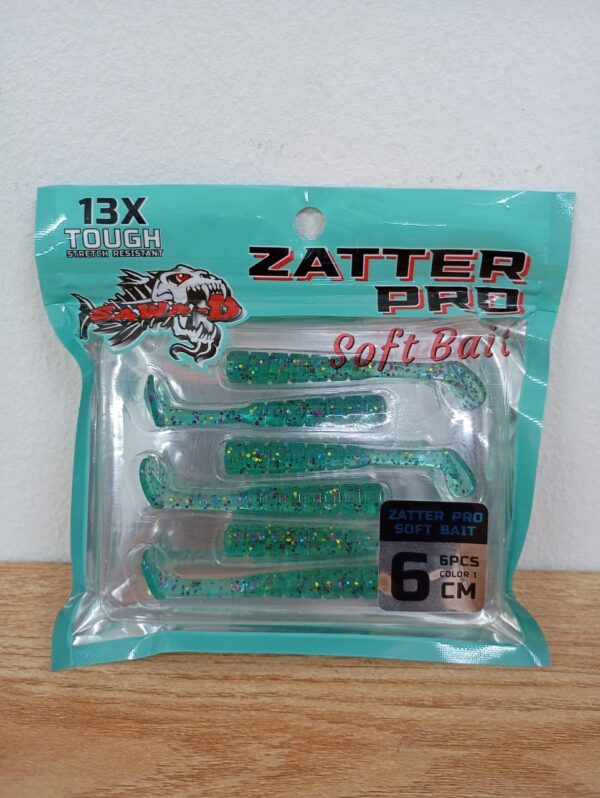 13X
TOUGH
STRETCH RESISTANT
SAWA-D
ZATTER
PRO
Soft Bait
ZATTER PRO
SOFT BAIT
6
6PCS
COLOR 1
CM